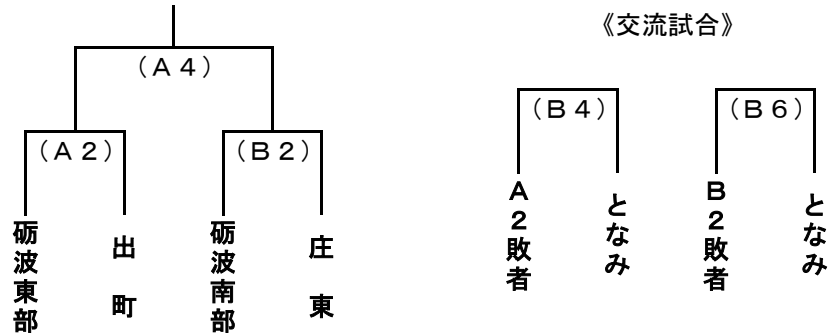 《交流試合》
（A４）
（A２）
（B２）
（B４）
（B６）
砺波東部
出町
砺波南部
庄東
A２敗者
となみ
B２敗者
となみ